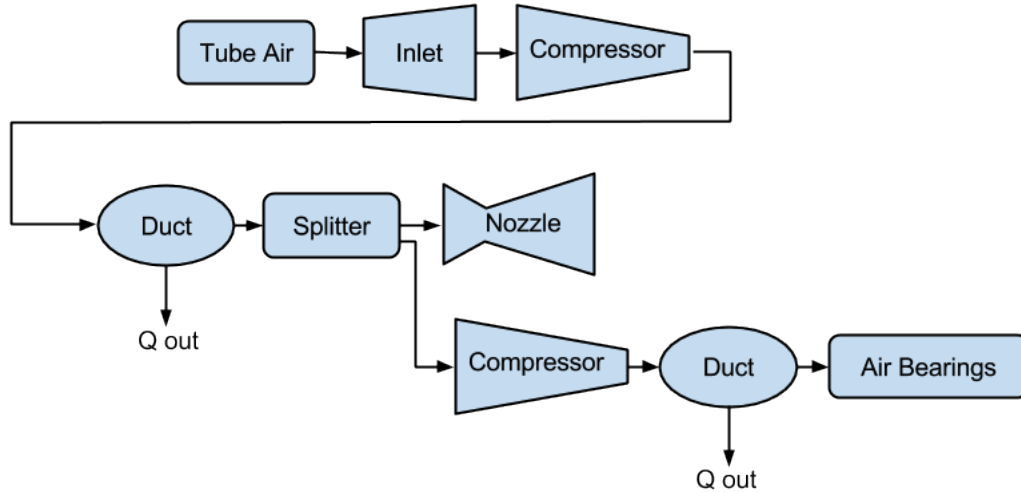 Tube Air
Inlet
Compressor
Duct
Splitter
Nozzle
Q out
Compressor
Duct
Air Bearings
Q out